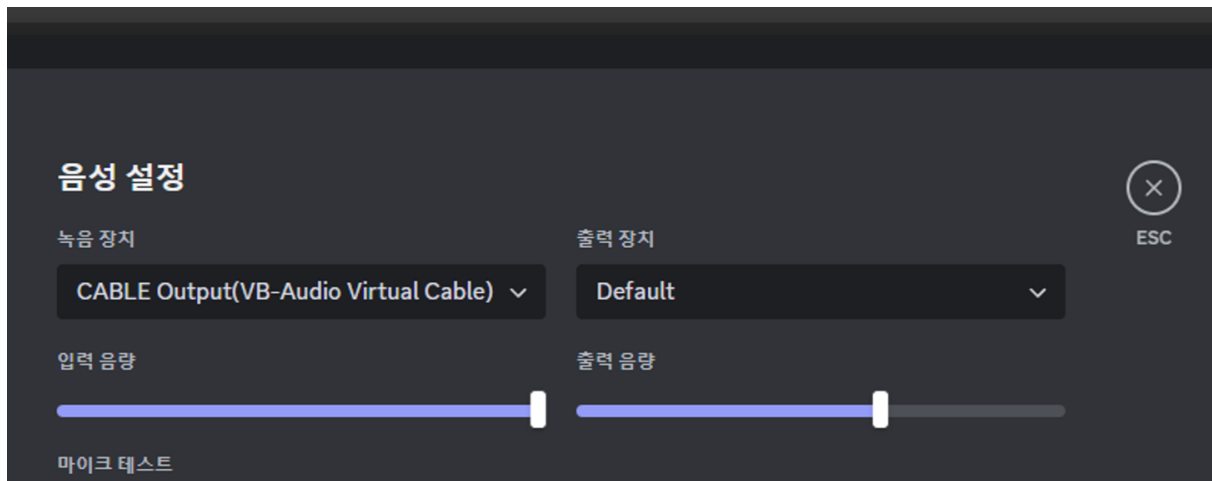 음성 설정
녹음 장치
출력 장치
ESC
CABLE Output(VB-Audio Virtual Cable)
Default
입력 음량
출력 음량
마이크 테스트